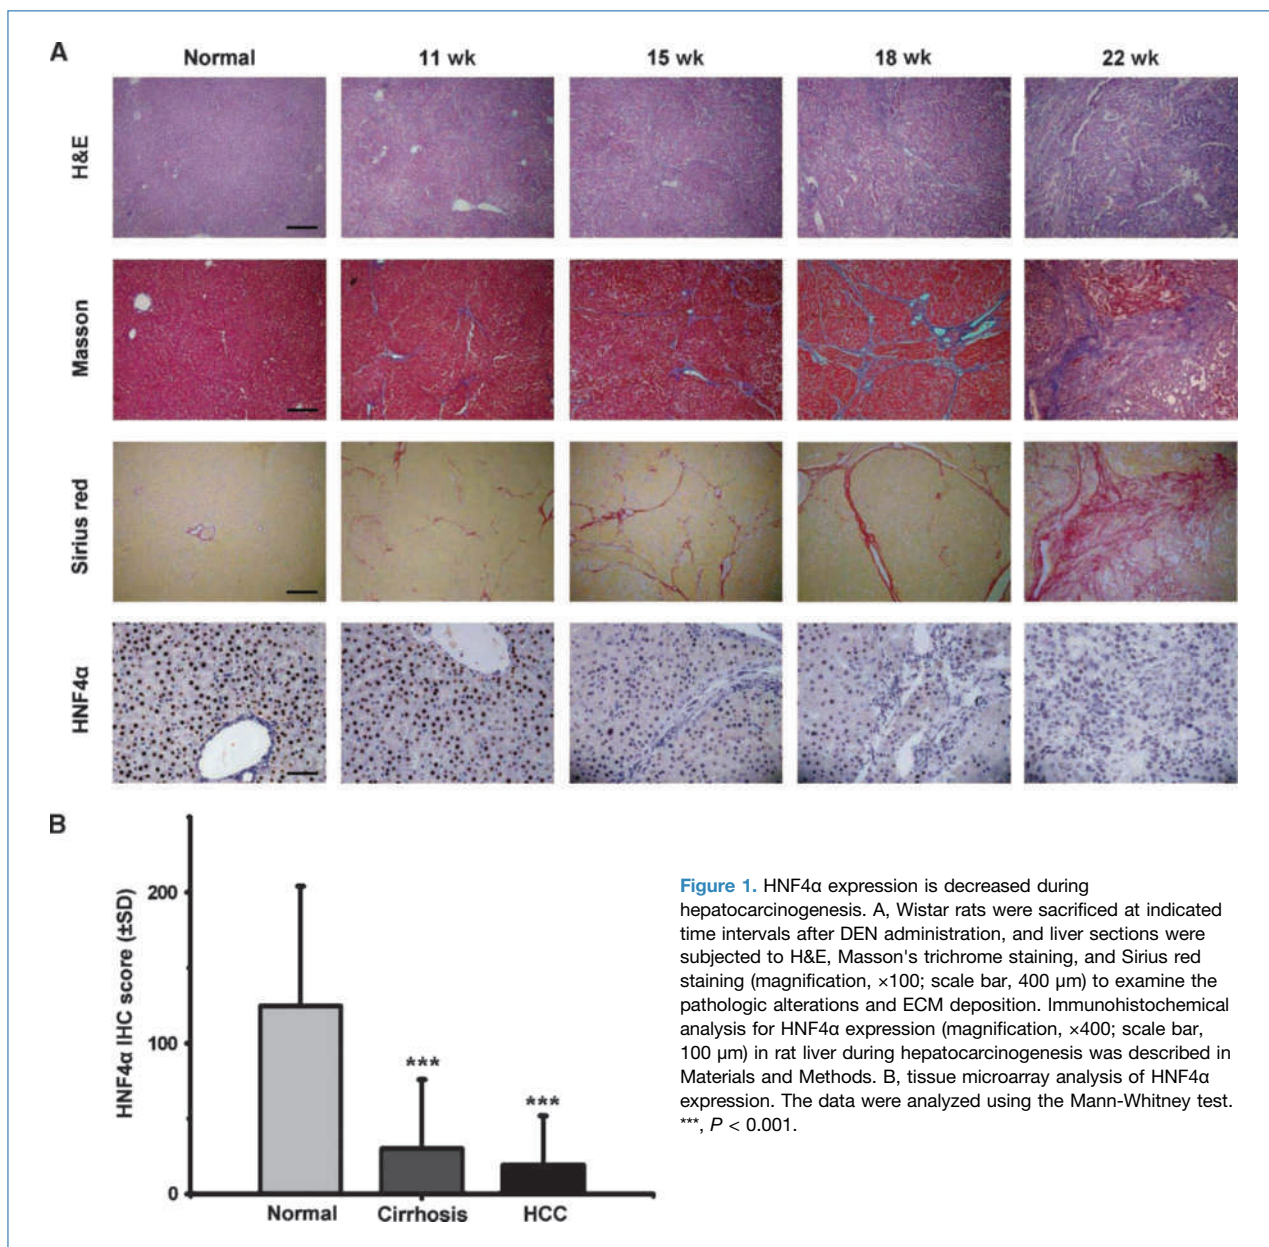 A
Normal
11 wk
15 wk
18 wk
22 wk
H&E
Masson
Sirius red
HNF4α
B
HNF4α IHC score (±SD)
200
100
0
***
***
Normal
Cirrhosis
HCC
Figure 1. HNF4α expression is decreased during
hepatocarcinogenesis. A, Wistar rats were sacrificed at indicated
time intervals after DEN administration, and liver sections were
subjected to H&E, Masson's trichrome staining, and Sirius red
staining (magnification, ×100; scale bar, 400 µm) to examine the
pathologic alterations and ECM deposition. Immunohistochemical
analysis for HNF4α expression (magnification, ×400; scale bar,
100 µm) in rat liver during hepatocarcinogenesis was described in
Materials and Methods. B, tissue microarray analysis of HNF4α
expression. The data were analyzed using the Mann-Whitney test.
***, P < 0.001.